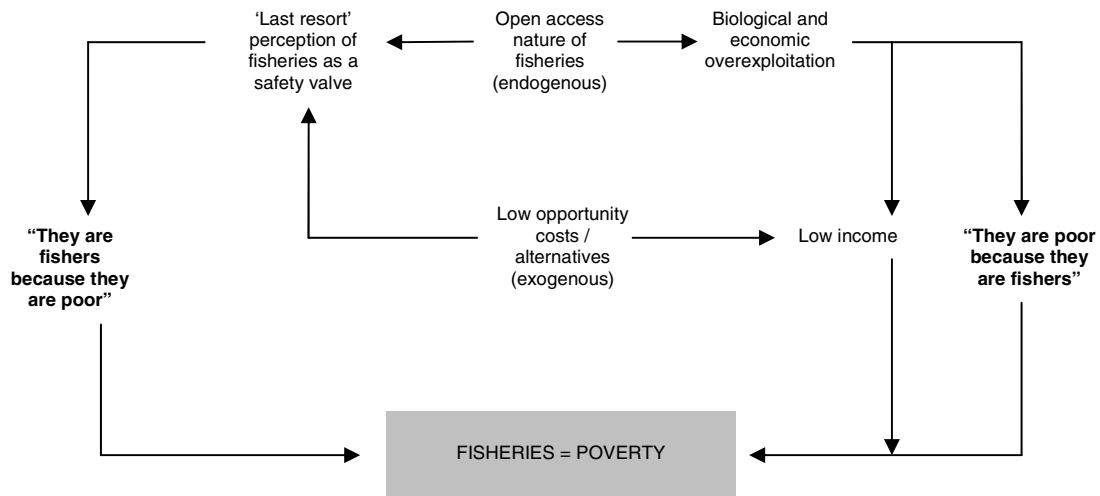 ‘Last resort’
perception of
fisheries as a
safety valve
Open access
nature of
fisheries
(endogenous)
Biological and
economic
overexploitation
“They are
fishers
because they
are poor”
Low opportunity
costs /
alternatives
(exogenous)
Low income
“They are poor
because they
are fishers”
FISHERIES = POVERTY